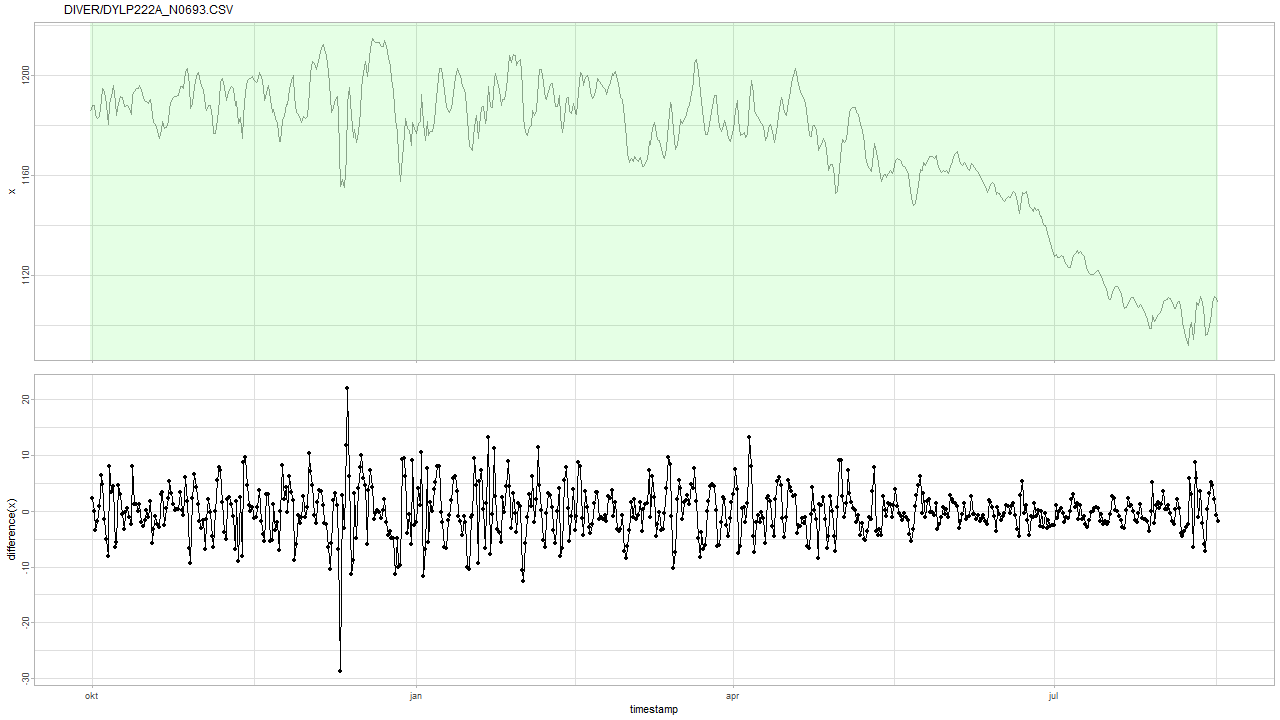 DIVER/DYLP222A_N0693.CSV
1200
1160
x
1120
20
10
0
difference(x)
-10
-20
-30
okt
jan
apr
jul
timestamp